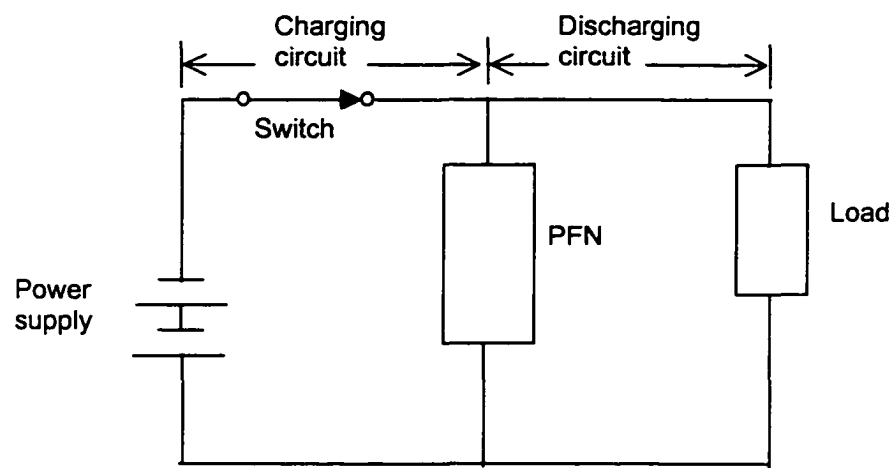 Charging
circuit
Discharging
circuit
Switch
PFN
Load
Power
supply